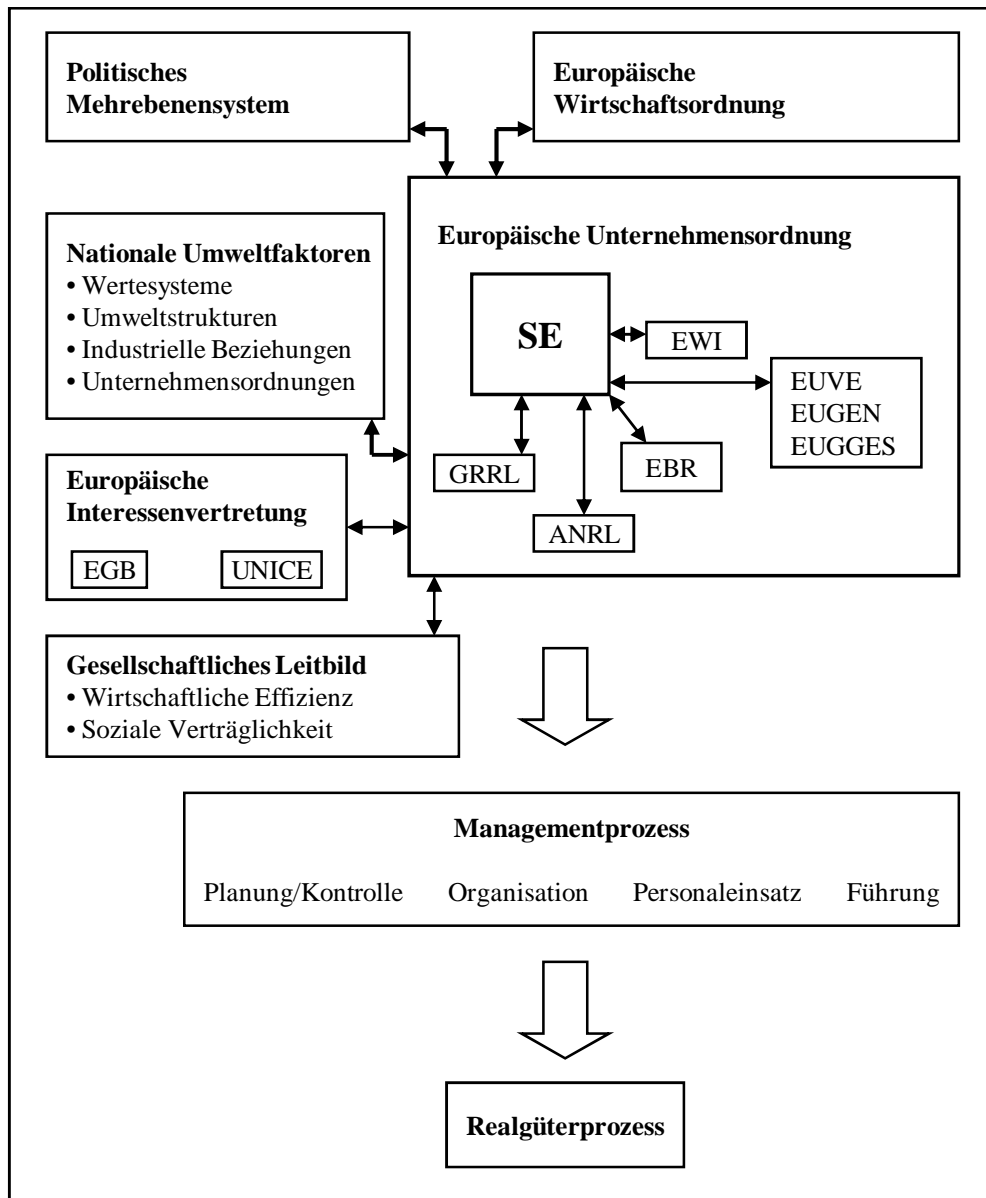 Politisches
Mehrebenensystem
Europäische
Wirtschaftsordnung
Nationale Umweltfaktoren
• Wertesysteme
• Umweltstrukturen
• Industrielle Beziehungen
• Unternehmensordnungen
Europäische Unternehmensordnung
SE
EWI
EUVE
EUGEN
EUGGES
GRRL
EBR
ANRL
Europäische
Interessenvertretung
EGB
UNICE
Gesellschaftliches Leitbild
• Wirtschaftliche Effizienz
• Soziale Verträglichkeit
Managementprozess
Planung/Kontrolle Organisation Personaleinsatz Führung
Realgüterprozess